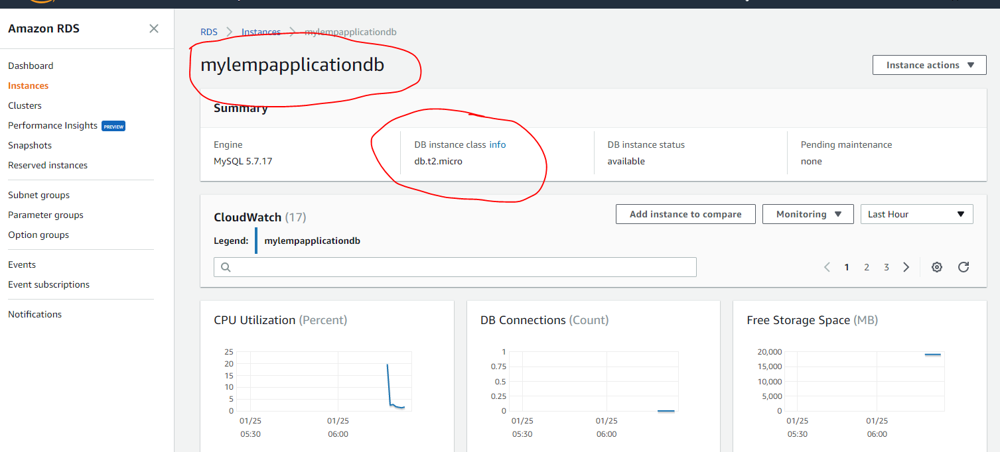 Amazon RDS
Dashboard
Instances
Clusters
Performance Insights PREVIEW
Snapshots
Reserved instances
Subnet groups
Parameter groups
Option groups
Events
Event subscriptions
Notifications
RDS Instances mylempapplicationdb
mylempapplicationdb
Instance actions
Summary
Engine
MySQL 5.7.17
DB instance class info
db.t2.micro
DB instance status
available
Pending maintenance
none
CloudWatch (17)
Add instance to compare
Monitoring
Last Hour
Legend: mylempapplicationdb
1 2 3
CPU Utilization (Percent)
25
20
15
10
5
0
01/25 01/25
05:30 06:00
DB Connections (Count)
1
0.75
0.5
0.25
0
01/25 01/25
05:30 06:00
Free Storage Space (MB)
20,000
15,000
10,000
5,000
0
01/25 01/25
05:30 06:00